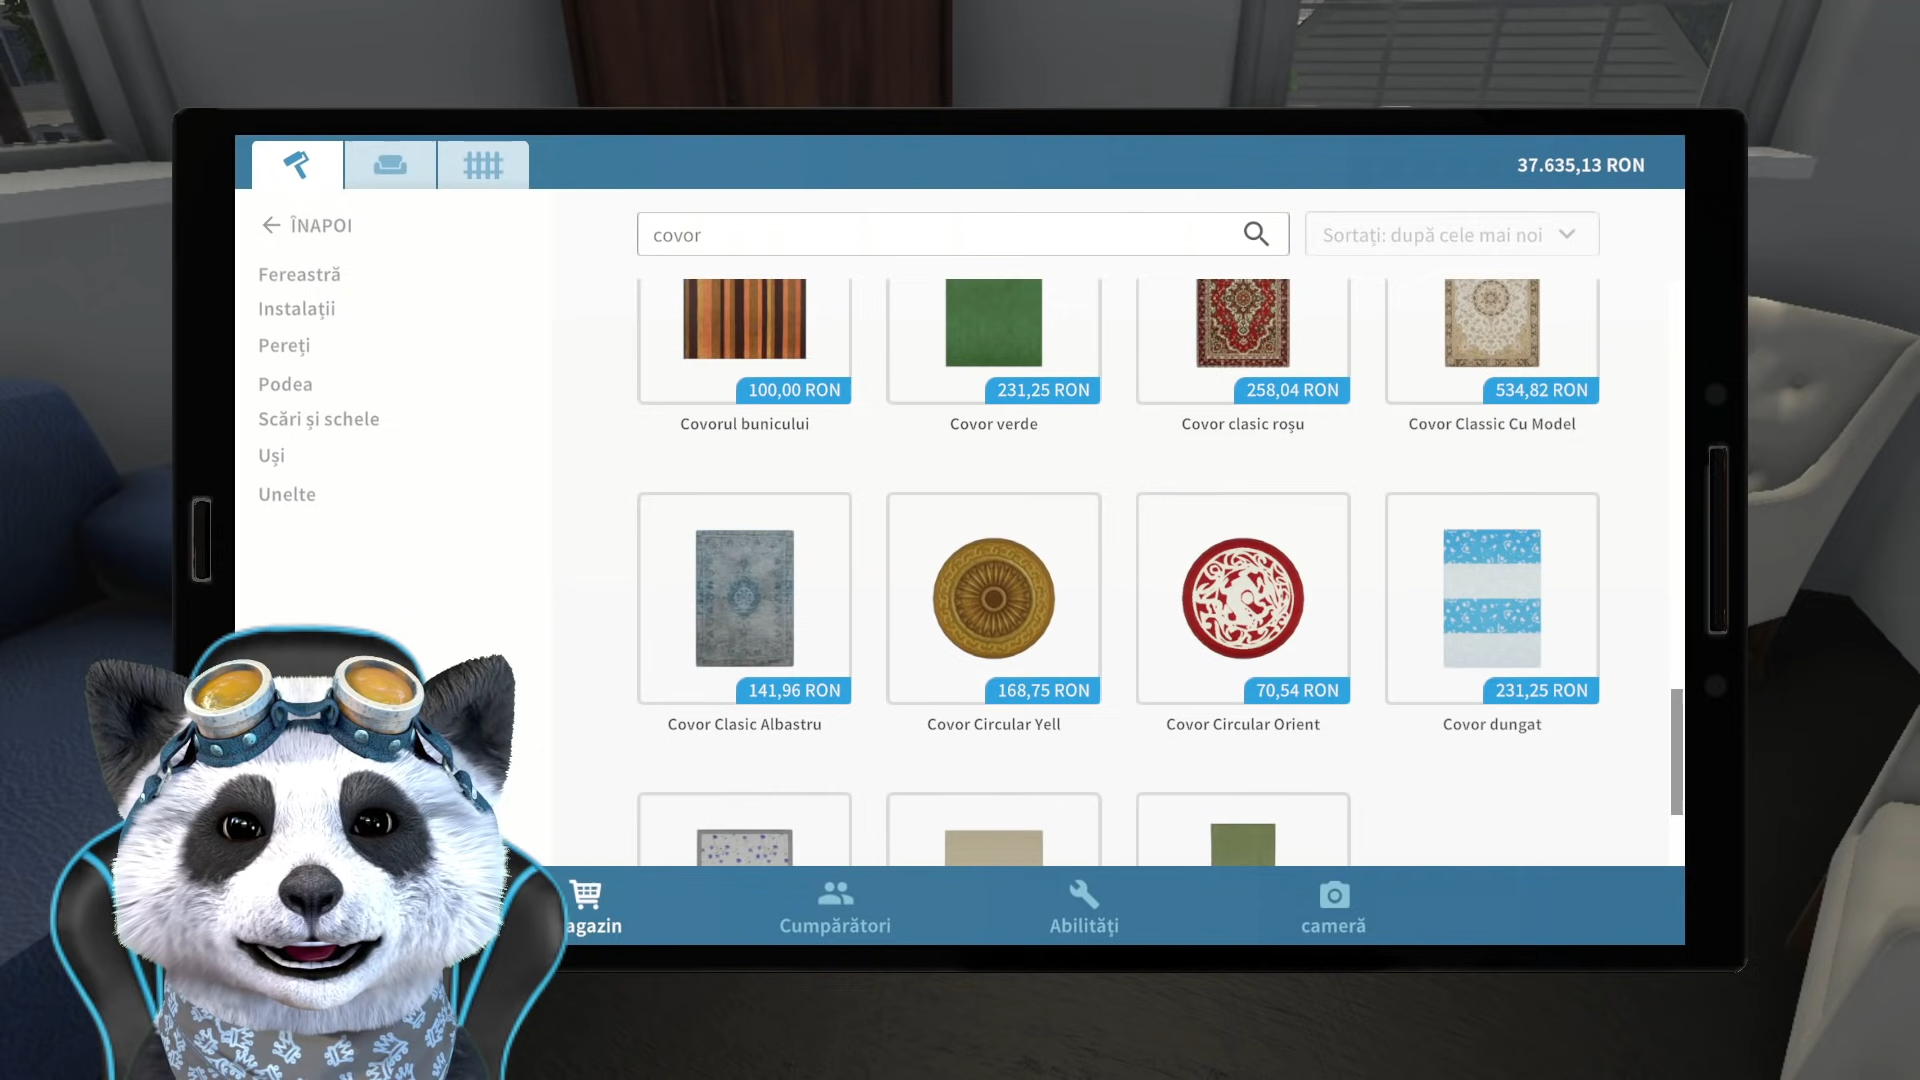 37.635,13 RON
ÎNAPOI
covor
Sortați: după cele mai noi
Fereastră
Instalații
Pereți
Podea
Scări și schele
Uși
Unelte
100,00 RON
231,25 RON
258,04 RON
534,82 RON
Covorul bunicului
Covor verde
Covor clasic roșu
Covor Classic Cu Model
141,96 RON
168,75 RON
70,54 RON
231,25 RON
Covor Clasic Albastru
Covor Circular Yell
Covor Circular Orient
Covor dungat
agazin
Cumpărători
Abilități
cameră